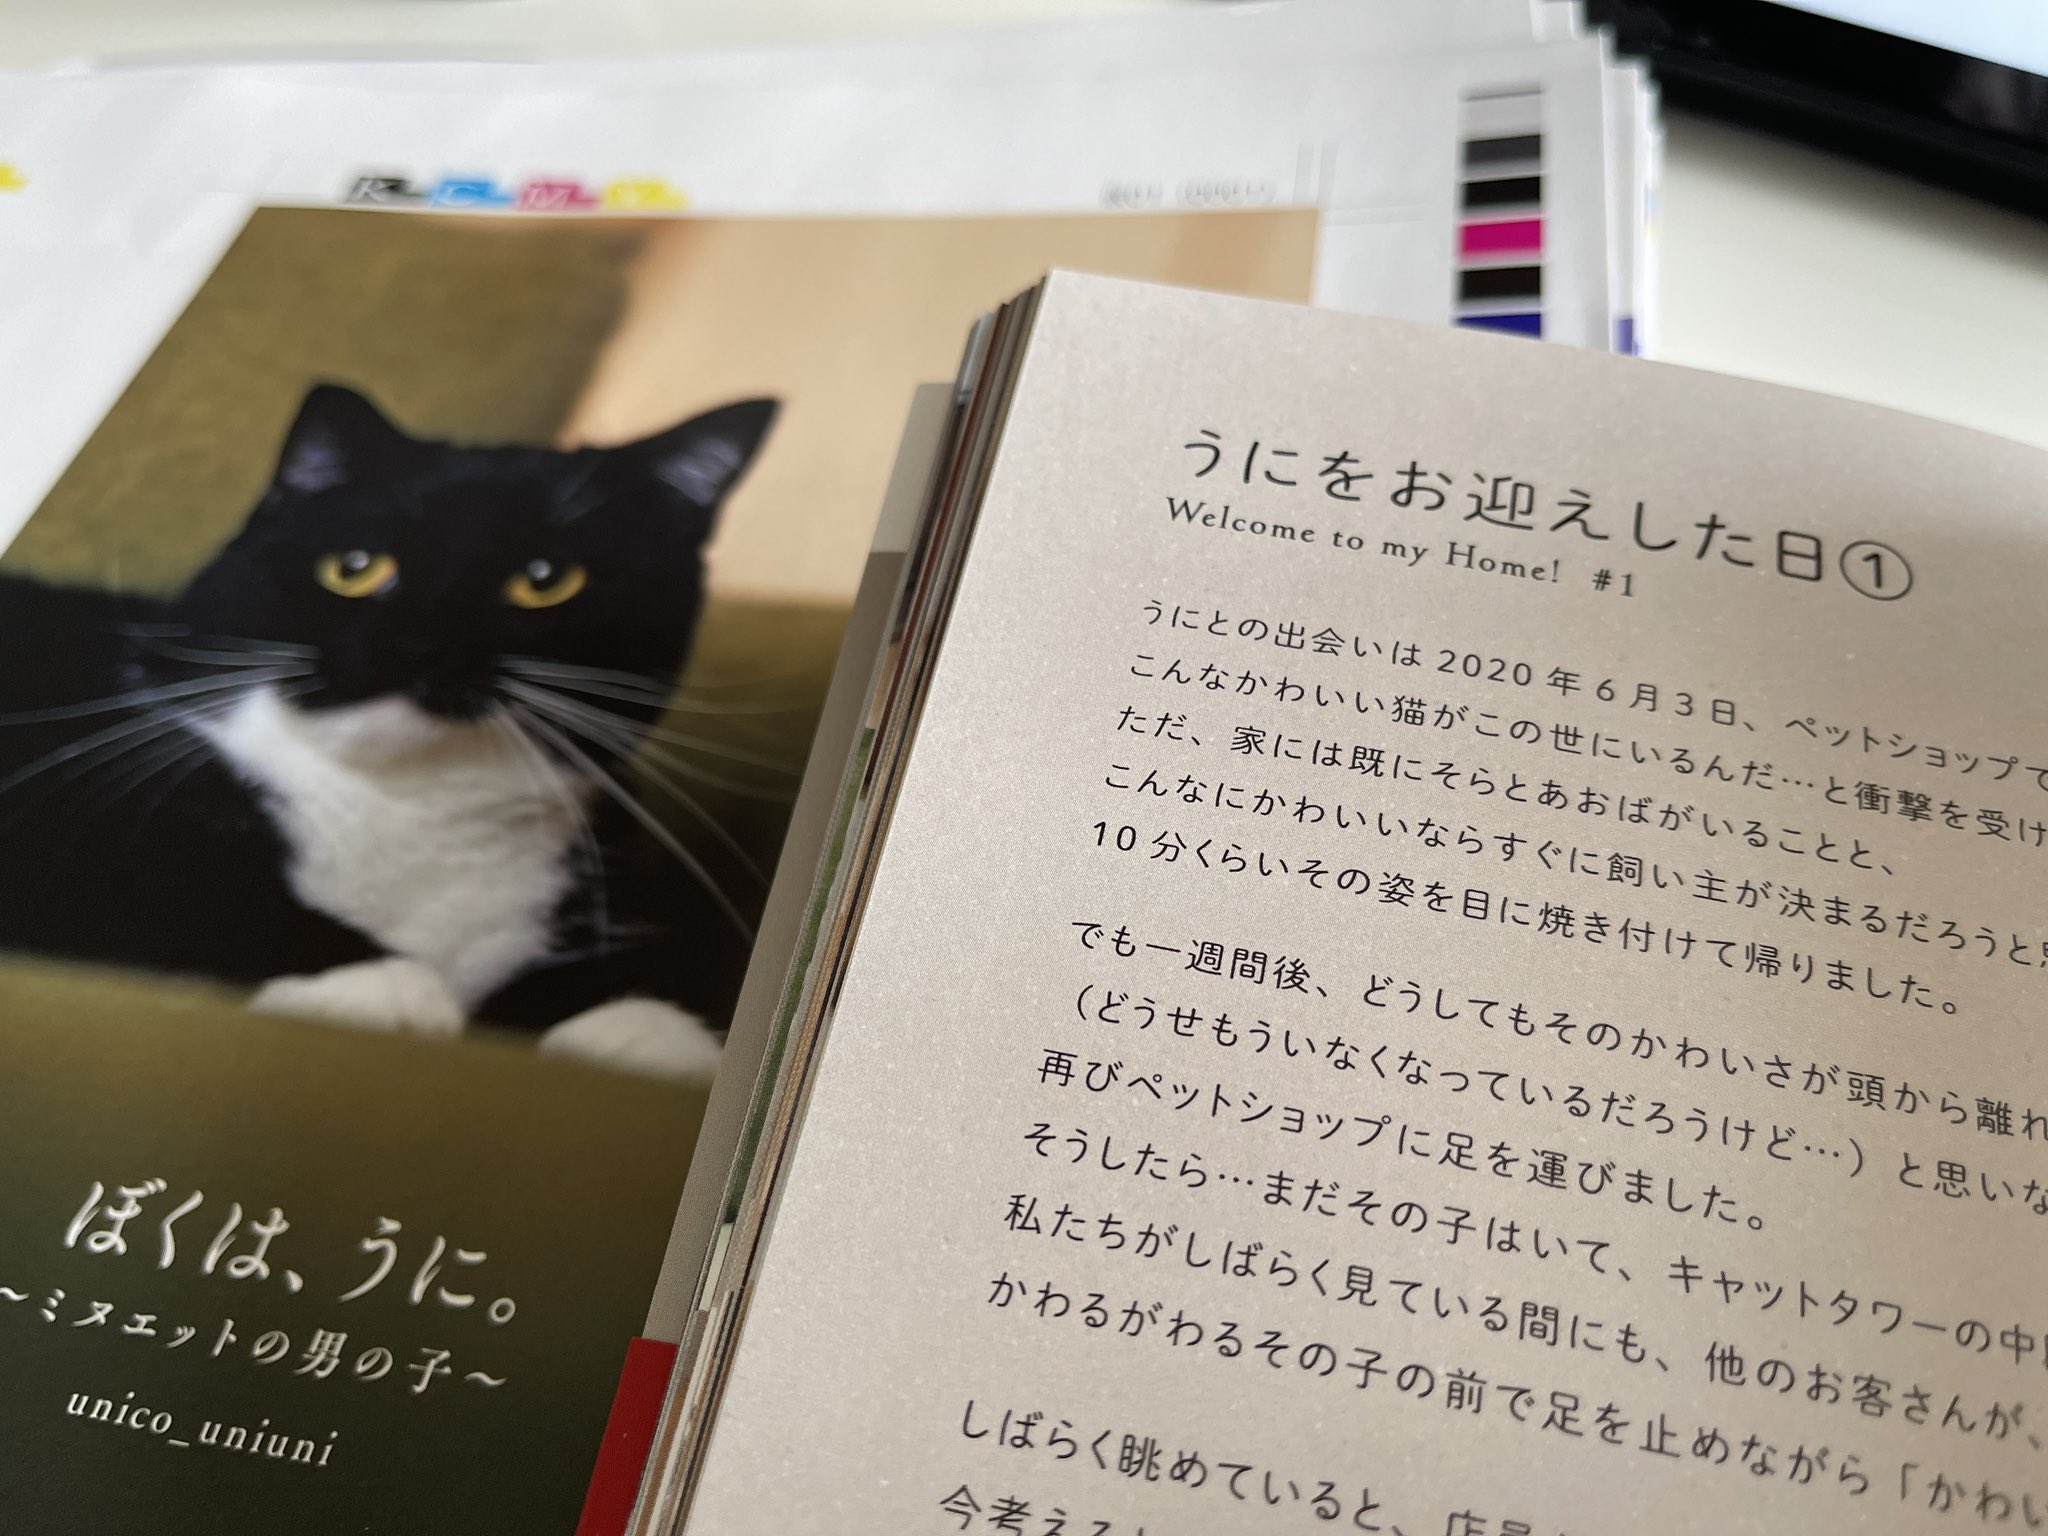 K C M Y
ぼくは、うに。
～ミヌエットの男の子～
unico_uniuni
うにをお迎えした日①
Welcome to my Home! #1
うにとの出会いは2020年6月3日、ペットショップで
こんなかわいい猫がこの世にいるんだ…と衝撃を受け
ただ、家には既にそらとあおばがいることと、
こんなにかわいいならすぐに飼い主が決まるだろうと
10分くらいその姿を目に焼き付けて帰りました。
でも一週間後、どうしてもそのかわいさが頭から離れ
（どうせもういなくなっているだろうけど…）と思いな
再びペットショップに足を運びました。
そうしたら…まだその子はいて、キャットタワーの中
私たちがしばらく見ている間にも、他のお客さんが、
かわるがわるその子の前で足を止めながら「かわい
しばらく眺めていると、店員
今考える